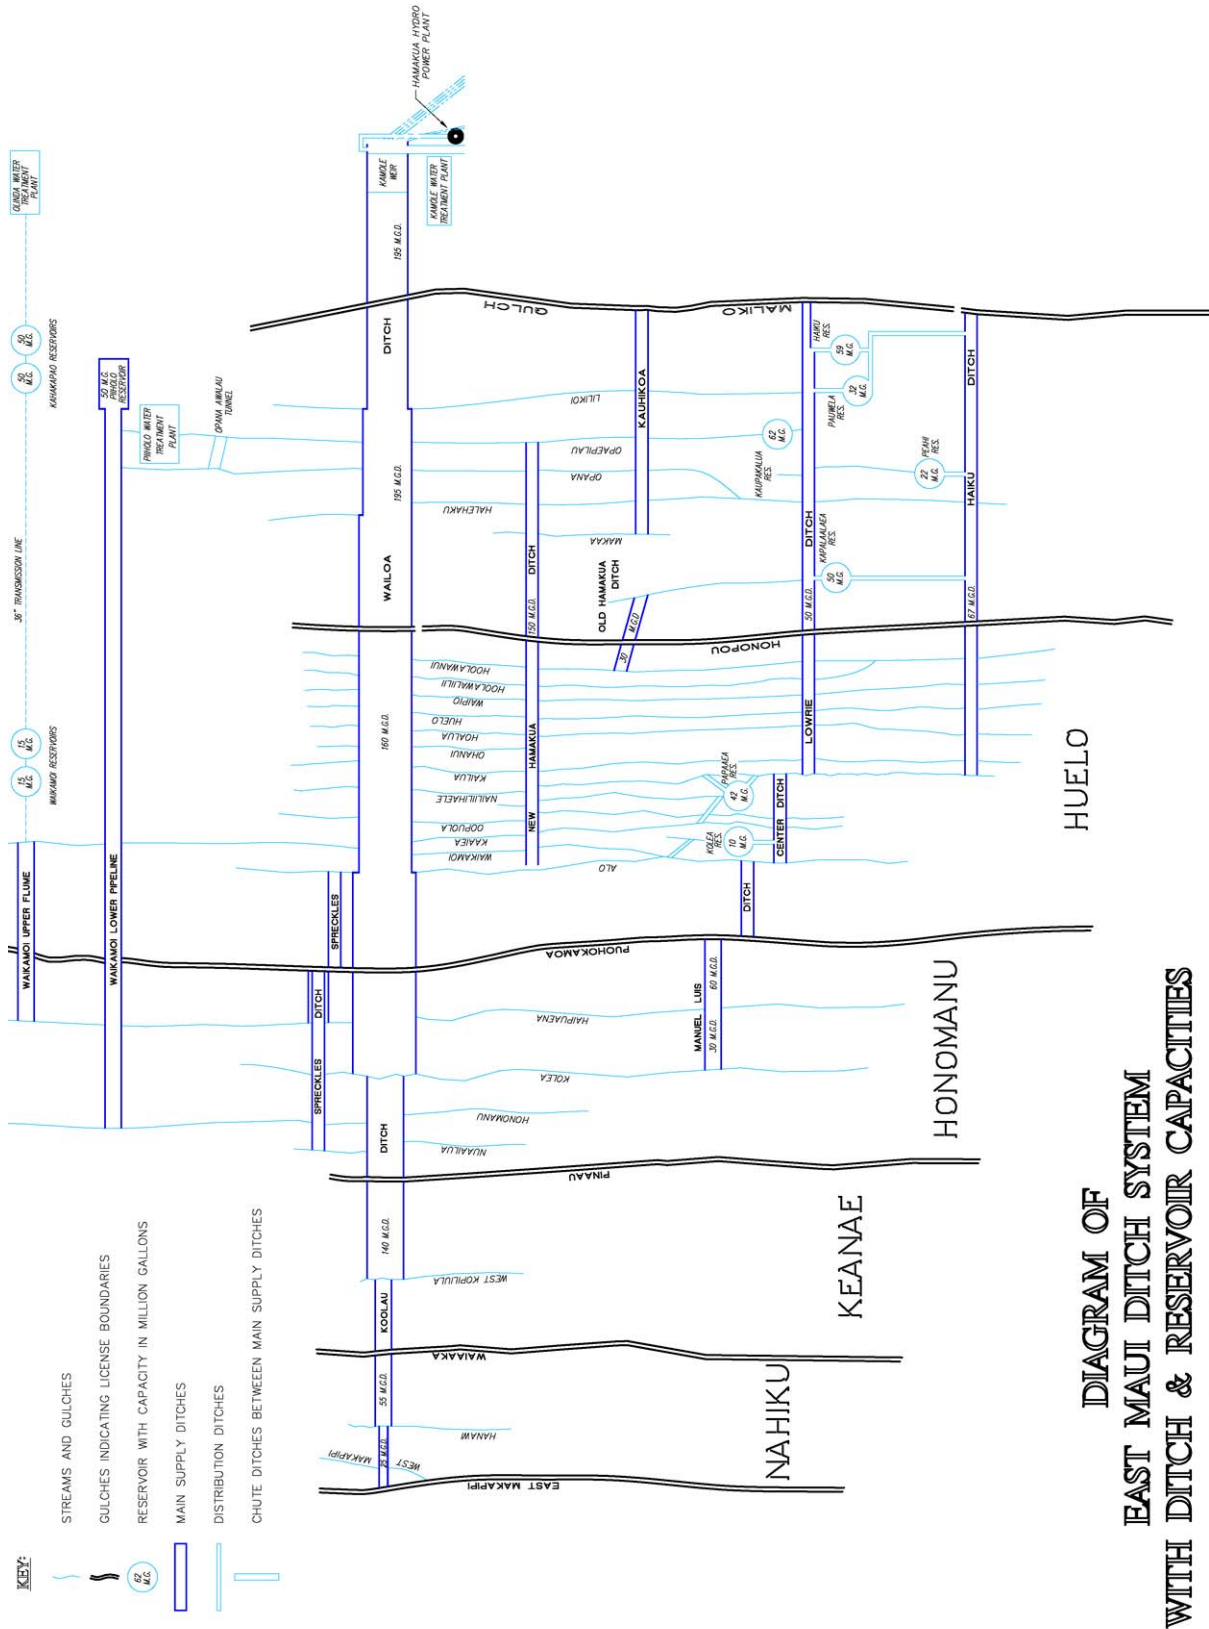 KEY:
STREAMS AND GULCHES
GULCHES INDICATING LICENSE BOUNDARIES
62
M.G.
RESERVOIR WITH CAPACITY IN MILLION GALLONS
MAIN SUPPLY DITCHES
DISTRIBUTION DITCHES
CHUTE DITCHES BETWEEEN MAIN SUPPLY DITCHES
WAIKAMOI UPPER FLUME
15
M.G.
15
M.G.
WAIKAMOI RESERVOIRS
36" TRANSMISSION LINE
50
M.G.
50
M.G.
KAHAKAPAO RESERVOIRS
OLINDA WATER
TREATMENT
PLANT
WAIKAMOI LOWER PIPELINE
50 M.G.
PIIHOLO
RESERVOIR
PIIHOLO WATER
TREATMENT
PLANT
OPANA AWALAU
TUNNEL
SPRECKLES
DITCH
SPRECKLES
25 M.G.D.
55 M.G.D.
KOOLAU
140 M.G.D.
DITCH
160 M.G.D.
WAILOA
195 M.G.D.
DITCH
195 M.G.D.
KAMOLE
WEIR
KAMOLE WATER
TREATMENT PLANT
HAMAKUA HYDRO
POWER PLANT
WEST MAKAPIPI
EAST MAKAPIPI
HANAWI
WAIAAKA
WEST KOPILIULA
PINAAU
NUAAILUA
HONOMANU
KOLEA
HAIPUAENA
PUOHOKAMOA
ALO
WAIKAMOI
KAAIEA
OOPUOLA
NAILIILIHAELE
KAILUA
OHANUI
HOALUA
HUELO
WAIPIO
HOOLAWALIILII
HOOLAWANUI
HONOPOU
MAKAA
HALEHAKU
OPANA
OPAEPILAU
LILIKOI
MALIKO
GULCH
NEW
HAMAKUA
150 M.G.D.
DITCH
OLD HAMAKUA
DITCH
30
M.G.D
KAUHIKOA
MANUEL LUIS
30 M.G.D.
60 M.G.D.
DITCH
CENTER DITCH
KOLEA
RES.
10
M.G.
PAPAAEA
RES.
42
M.G.
LOWRIE
50 M.G.D.
DITCH
KAPALAALAEA
RES.
50
M.G.
KAUPAKALUA
RES.
62
M.G.
PAUWELA
RES.
32
M.G.
HAIKU
RES.
59
M.G.
PEAHI
RES.
22
M.G.
67 M.G.D.
HAIKU
DITCH
NAHIKU
KEANAE
HONOMANU
HUELO
DIAGRAM OF
EAST MAUI DITCH SYSTEM
WITH DITCH & RESERVOIR CAPACITIES